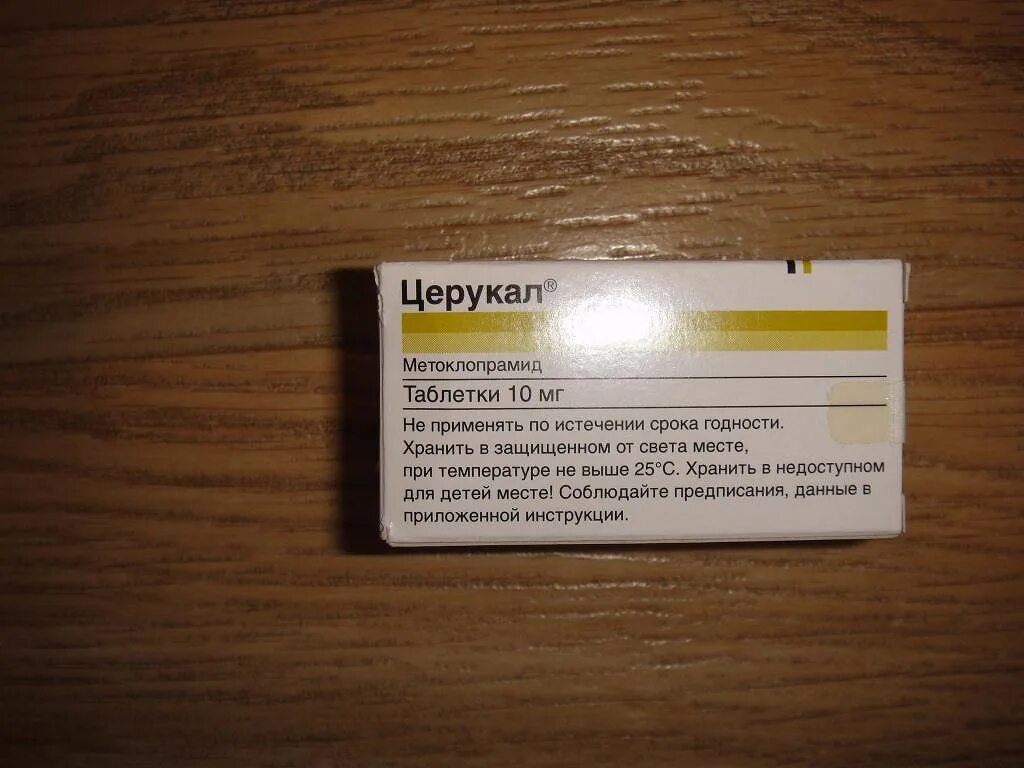 Церукал®
Метоклопрамид
Таблетки 10 мг
Не применять по истечении срока годности.
Хранить в защищенном от света месте,
при температуре не выше 25°С. Хранить в недоступном
для детей месте! Соблюдайте предписания, данные в
приложенной инструкции.